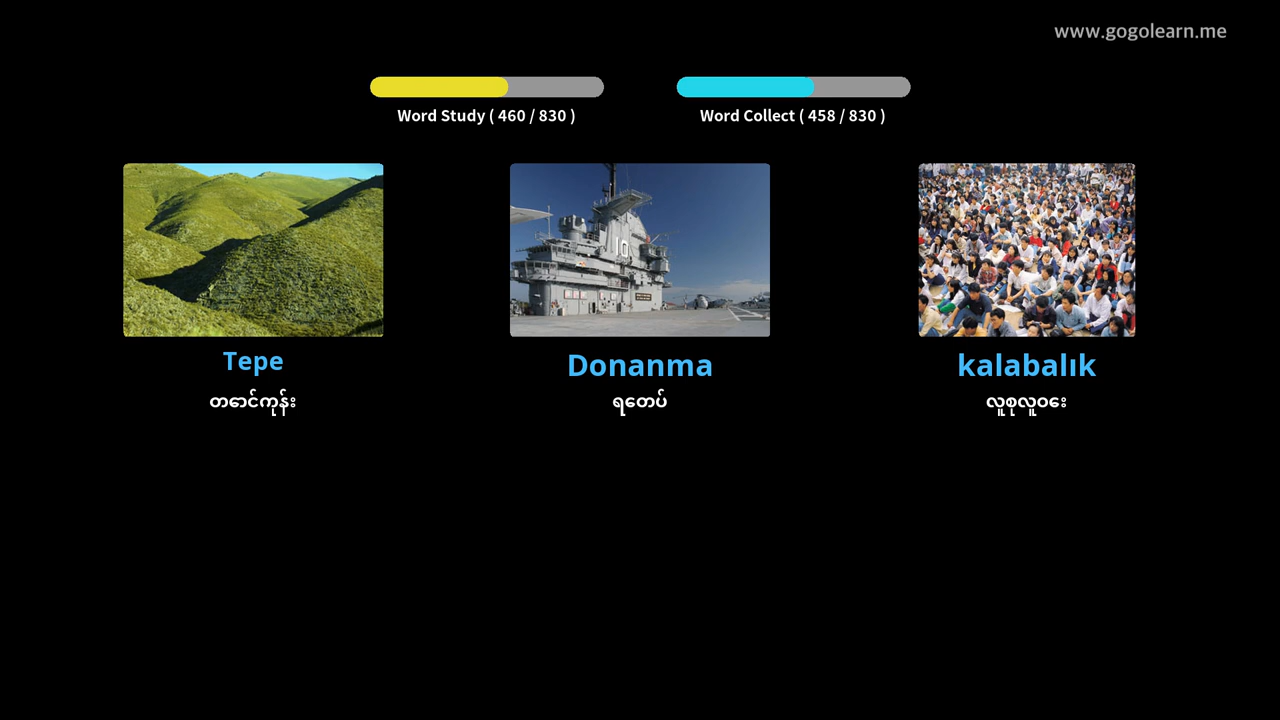 www.gogolearn.me
Word Study ( 460 / 830 )
Word Collect ( 458 / 830 )
Tepe
Donanma
kalabalık
တောင်ကုန်း
ရေတပ်
လူစုလူဝေး